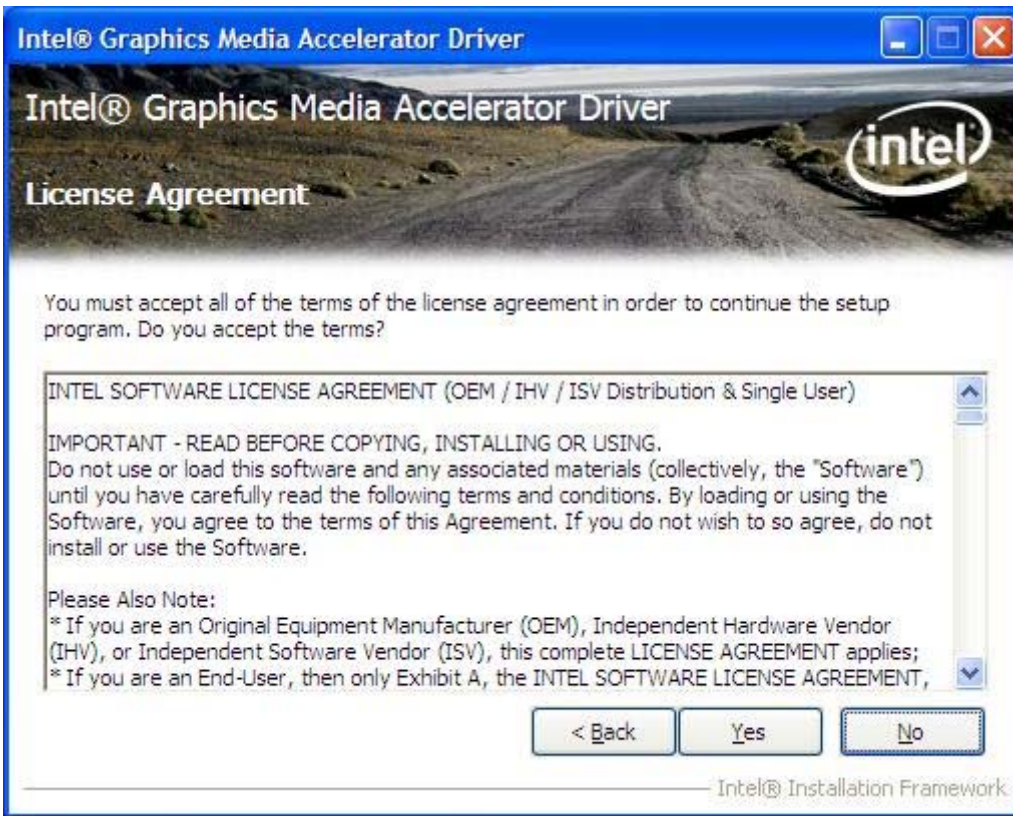 Intel® Graphics Media Accelerator Driver
Intel® Graphics Media Accelerator Driver
intel
License Agreement
You must accept all of the terms of the license agreement in order to continue the setup
program. Do you accept the terms?
INTEL SOFTWARE LICENSE AGREEMENT (OEM / IHV / ISV Distribution & Single User)
IMPORTANT - READ BEFORE COPYING, INSTALLING OR USING.
Do not use or load this software and any associated materials (collectively, the "Software")
until you have carefully read the following terms and conditions. By loading or using the
Software, you agree to the terms of this Agreement. If you do not wish to so agree, do not
install or use the Software.
Please Also Note:
* If you are an Original Equipment Manufacturer (OEM), Independent Hardware Vendor
(IHV), or Independent Software Vendor (ISV), this complete LICENSE AGREEMENT applies;
* If you are an End-User, then only Exhibit A, the INTEL SOFTWARE LICENSE AGREEMENT,
< Back Yes No
Intel® Installation Framework